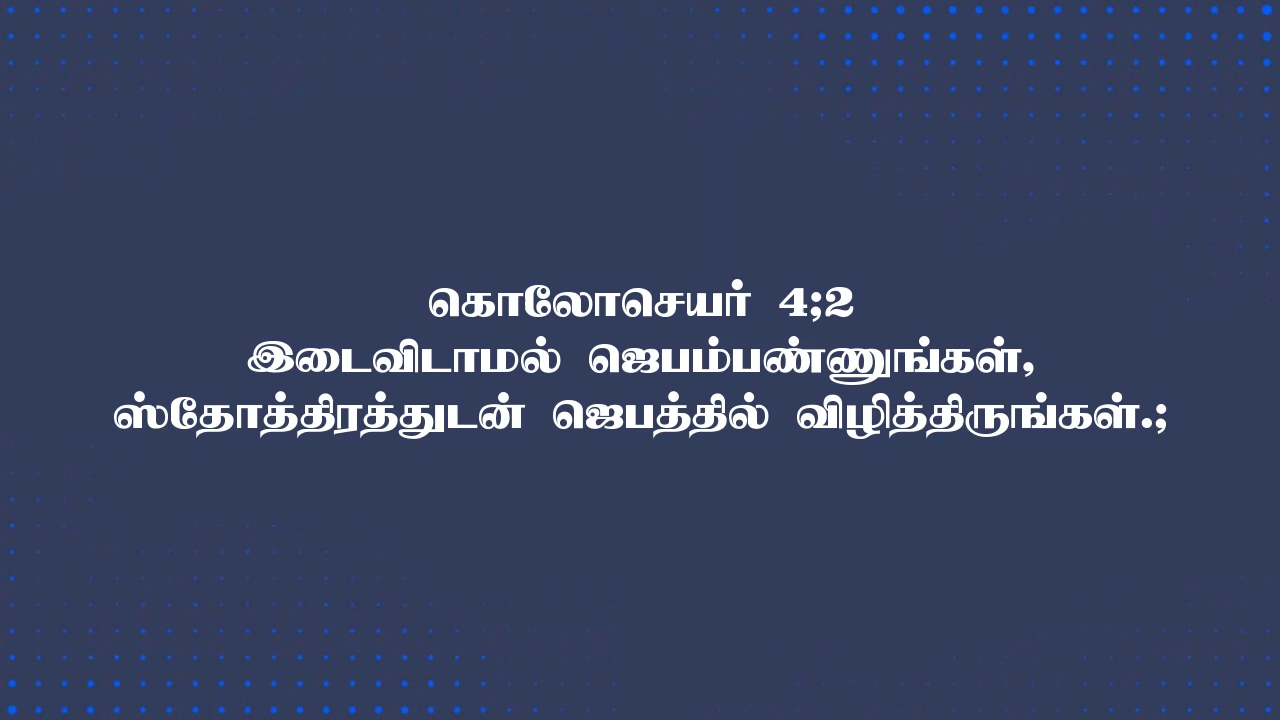 கொலோசெயர் 4;2
இடைவிடாமல் ஜெபம்பண்ணுங்கள்,
ஸ்தோத்திரத்துடன் ஜெபத்தில் விழித்திருங்கள்.;